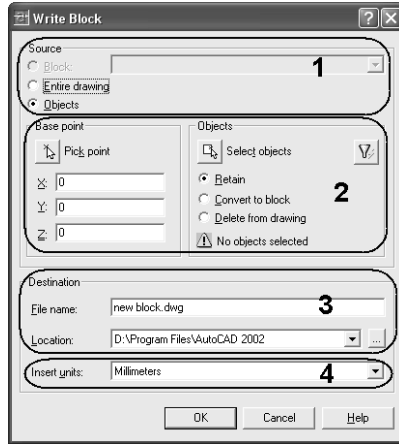 Write Block
Source
Block:
1
Entire drawing
Objects
Base point
Pick point
X: 0
Y: 0
Z: 0
Objects
Select objects
Retain
Convert to block
Delete from drawing
2
No objects selected
Destination
File name: new block.dwg
3
Location: D:\Program Files\AutoCAD 2002 ...
Insert units: Millimeters
4
OK Cancel Help